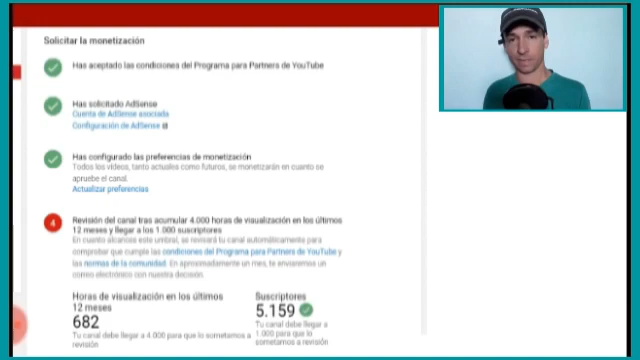 Solicitar la monetización
Has aceptado las condiciones del Programa para Partners de YouTube
Has solicitado AdSense
Cuenta de AdSense asociada
Configuración de AdSense
Has configurado las preferencias de monetización
Todos los vídeos, tanto actuales como futuros, se monetizarán en cuanto se
apruebe el canal.
Actualizar preferencias
4
Revisión del canal tras acumular 4.000 horas de visualización en los últimos
12 meses y llegar a los 1.000 suscriptores
En cuanto alcances este umbral, se revisará tu canal automáticamente para
comprobar que cumple las condiciones del Programa para Partners de YouTube y
las normas de la comunidad. En aproximadamente un mes, te enviaremos un
correo electrónico con nuestra decisión.
Horas de visualización en los últimos
12 meses
682
Tu canal debe llegar a 4.000 para que lo sometamos a
revisión
Suscriptores
5.159
Tu canal debe llegar a
1.000 para que lo
sometamos a revisión